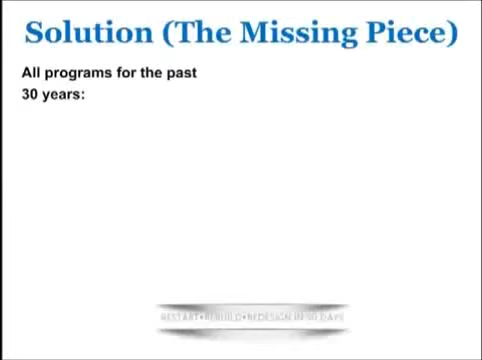 Solution (The Missing Piece)
All programs for the past
30 years:
RESTART•REBUILD•REDESIGN IN 90 DAYS